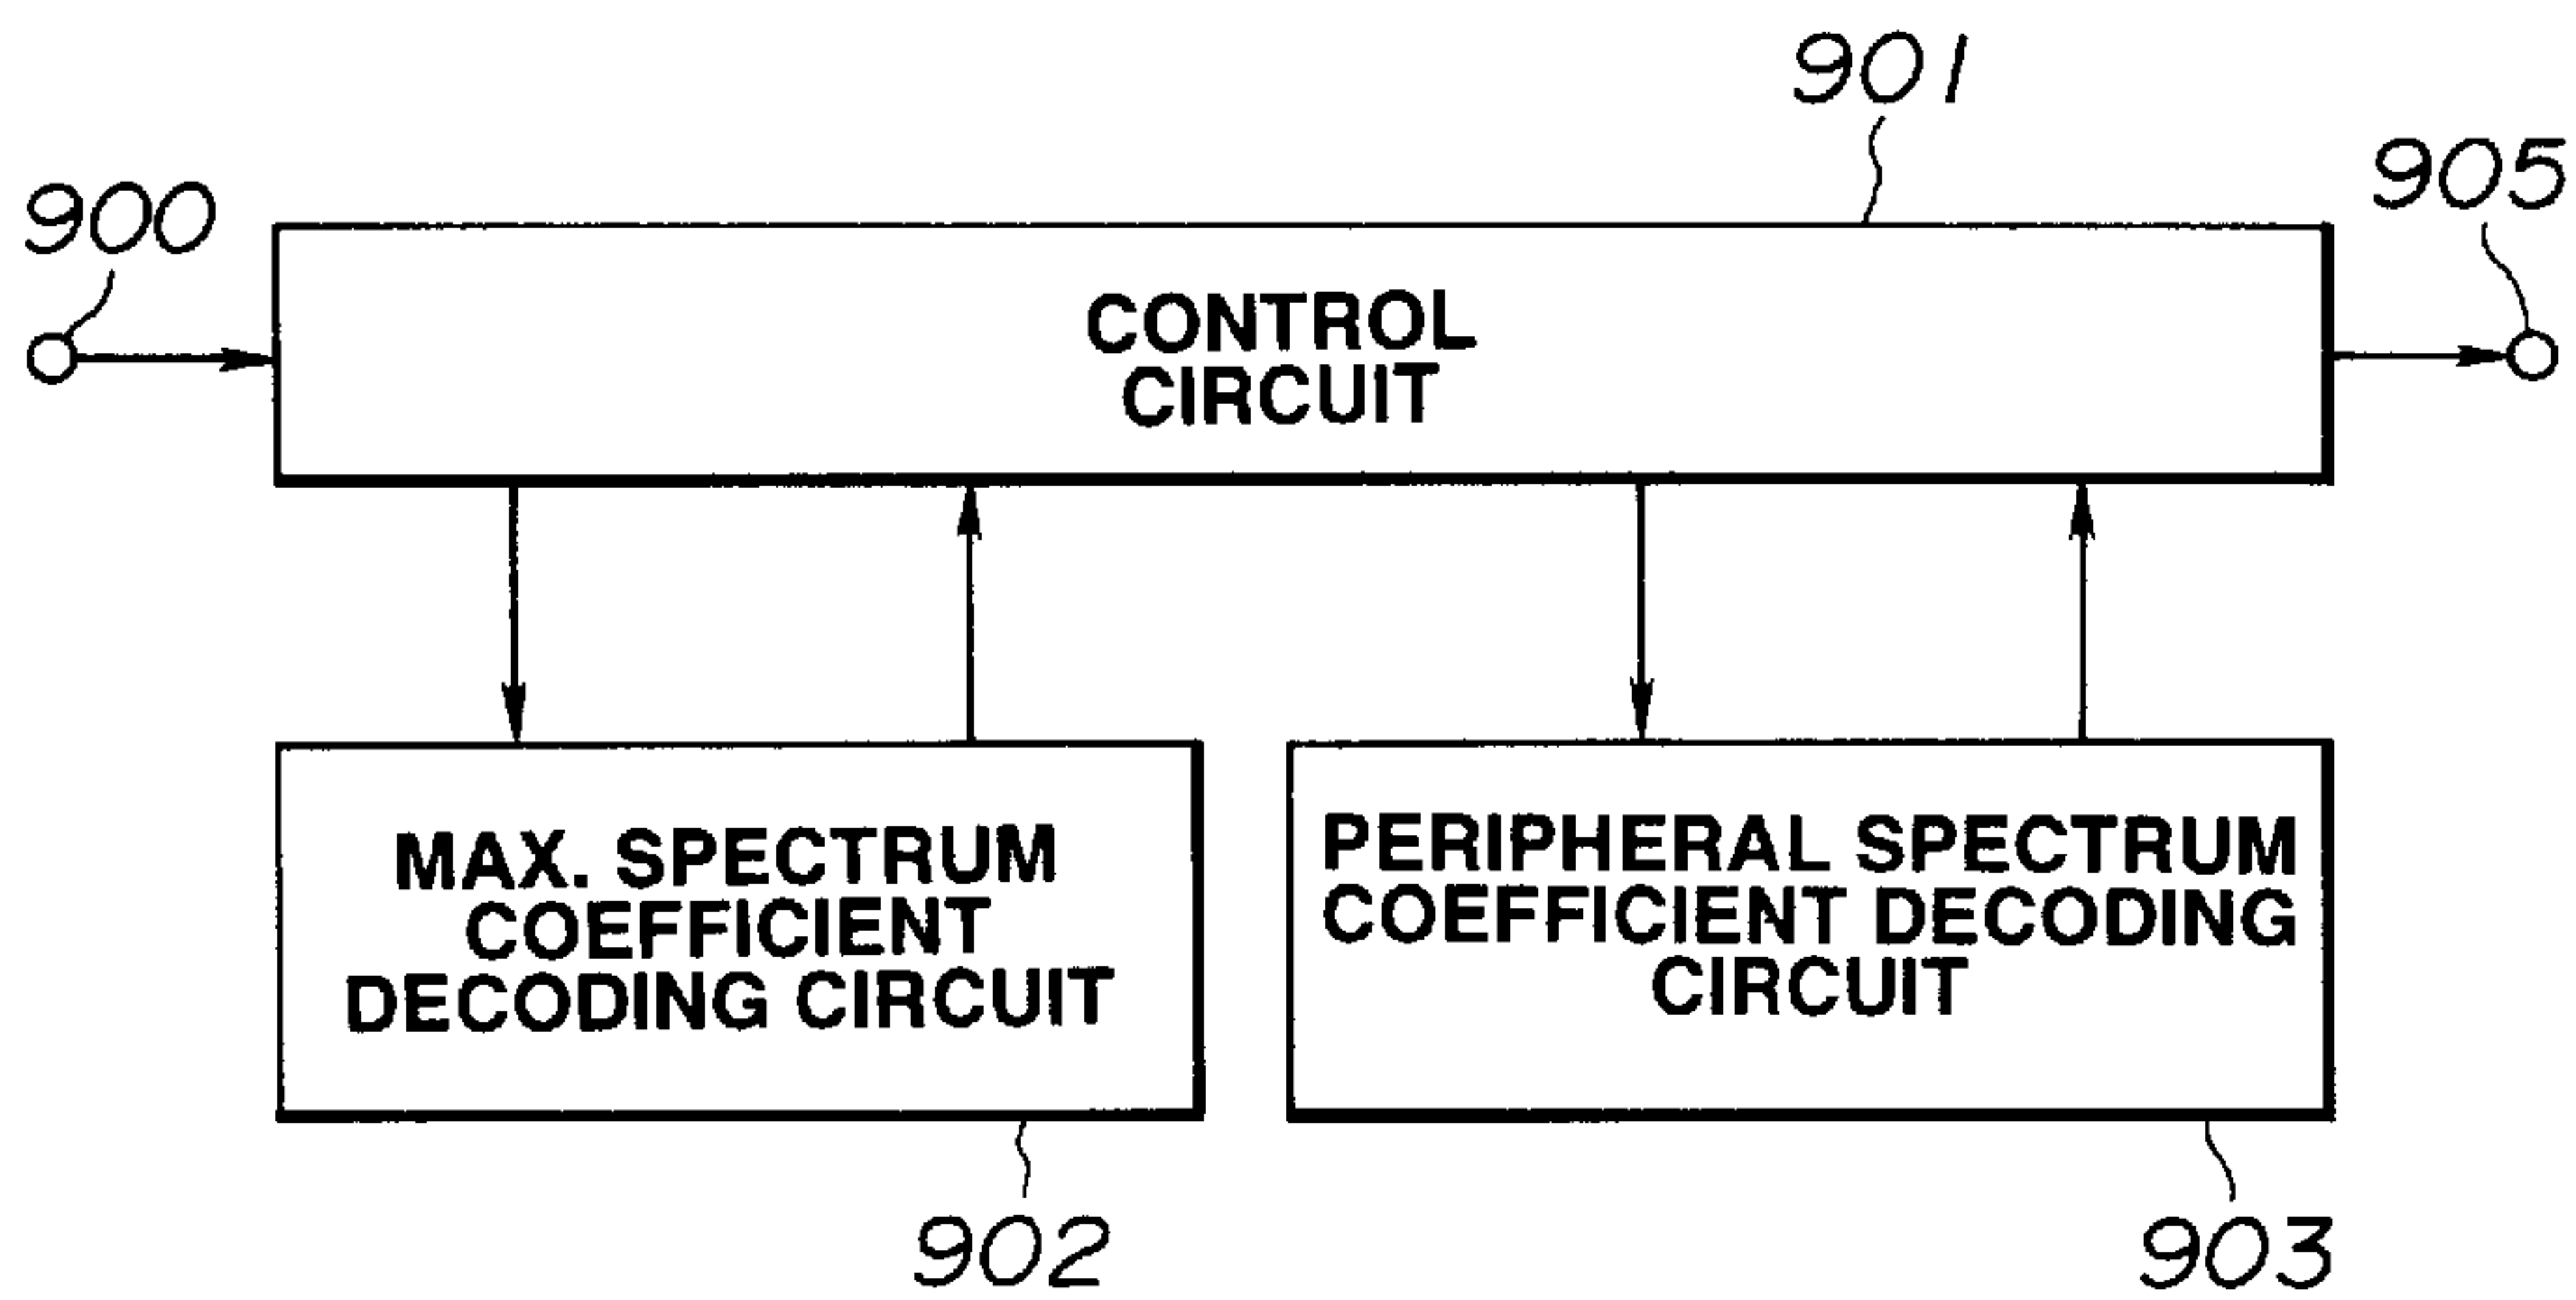 901
905
900
CONTROL
CIRCUIT
MAX. SPECTRUM
COEFFICIENT
DECODING CIRCUIT
PERIPHERAL SPECTRUM
COEFFICIENT DECODING
CIRCUIT
902
903